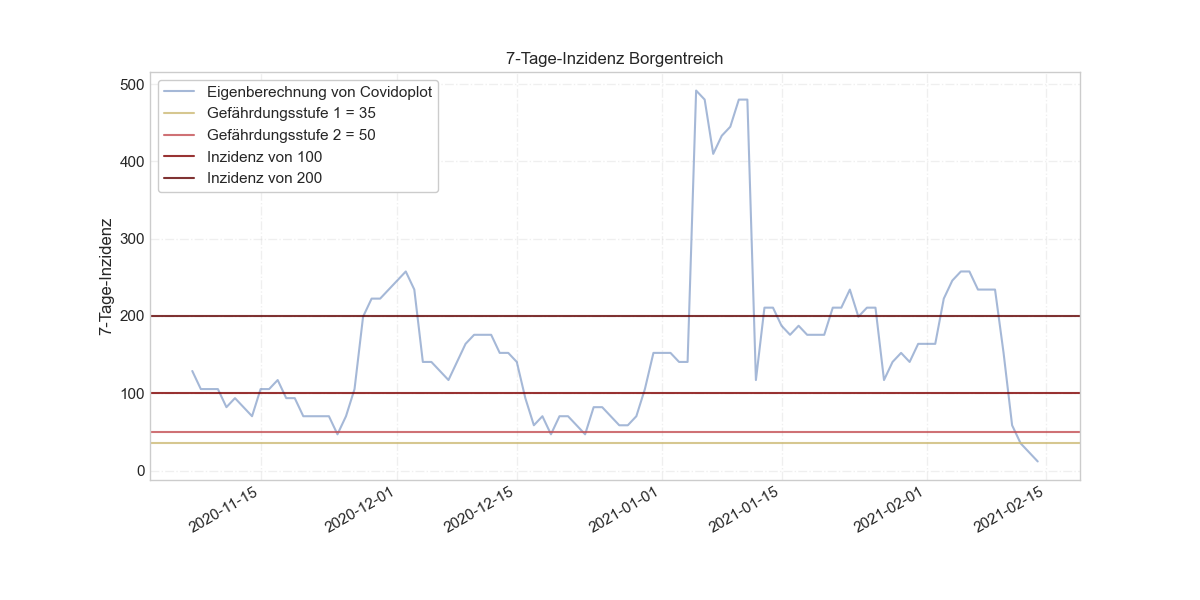 7-Tage-Inzidenz Borgentreich
500
400
300
200
100
0
7-Tage-Inzidenz
Eigenberechnung von Covidoplot
Gefährdungsstufe 1 = 35
Gefährdungsstufe 2 = 50
Inzidenz von 100
Inzidenz von 200
2020-11-15
2020-12-01
2020-12-15
2021-01-01
2021-01-15
2021-02-01
2021-02-15